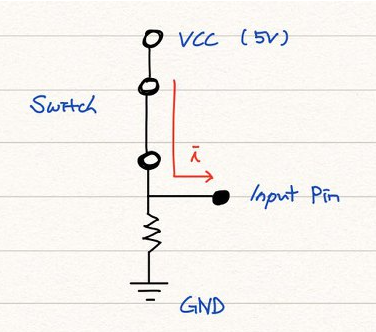 VCC (5V)
Switch
i
Input Pin
GND